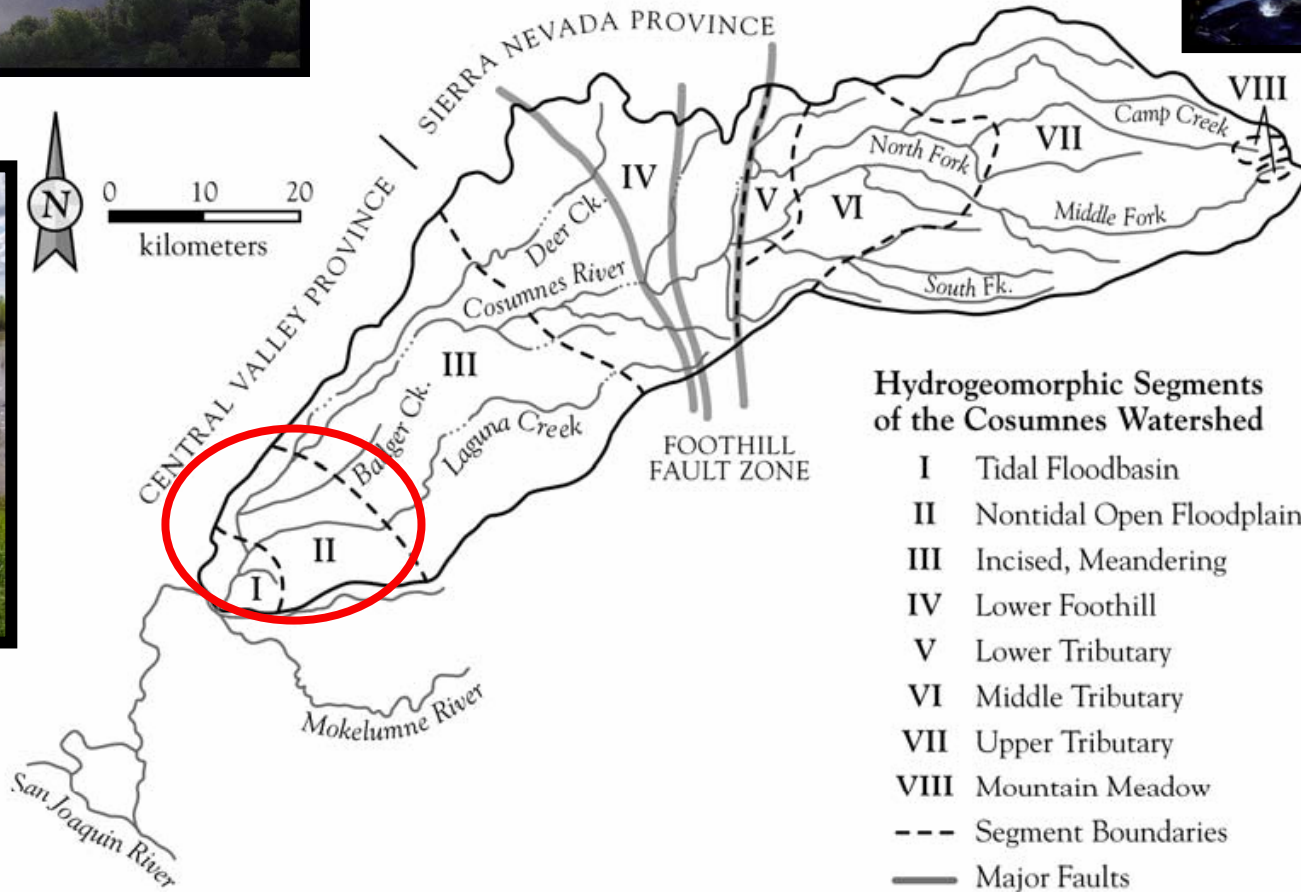 SIERRA NEVADA PROVINCE
CENTRAL VALLEY PROVINCE
N
0 10 20
kilometers
VIII
Camp Creek
VII
North Fork
IV
V
VI
Middle Fork
Deer Ck.
Cosumnes River
South Fk.
III
Badger Ck.
Laguna Creek
FOOTHILL
FAULT ZONE
II
I
Mokelumne River
San Joaquin River
Hydrogeomorphic Segments
of the Cosumnes Watershed
I Tidal Floodbasin
II Nontidal Open Floodplain
III Incised, Meandering
IV Lower Foothill
V Lower Tributary
VI Middle Tributary
VII Upper Tributary
VIII Mountain Meadow
Segment Boundaries
Major Faults